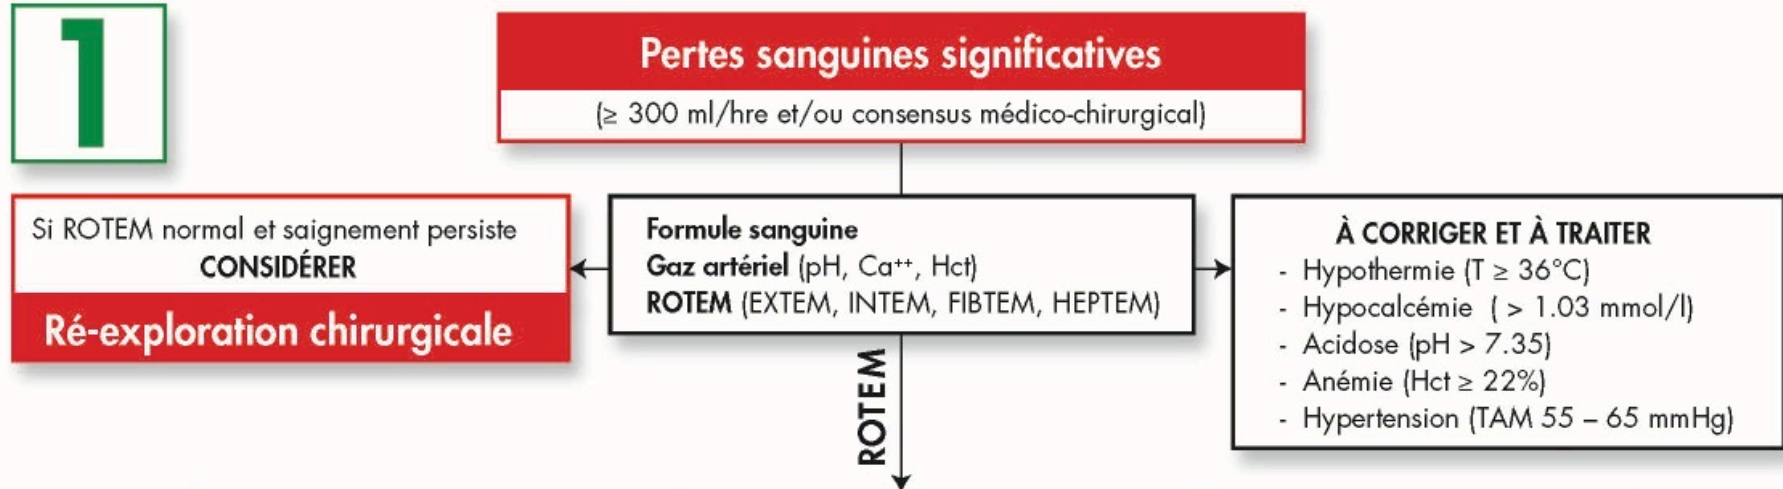 1
Pertes sanguines significatives
(≥ 300 ml/hre et/ou consensus médico-chirurgical)
Si ROTEM normal et saignement persiste
CONSIDÉRER
Ré-exploration chirurgicale
Formule sanguine
Gaz artériel (pH, Ca⁺⁺, Hct)
ROTEM (EXTEM, INTEM, FIBTEM, HEPTEM)
À CORRIGER ET À TRAITER
- Hypothermie (T ≥ 36°C)
- Hypocalcémie ( > 1.03 mmol/l)
- Acidose (pH > 7.35)
- Anémie (Hct ≥ 22%)
- Hypertension (TAM 55 – 65 mmHg)
ROTEM